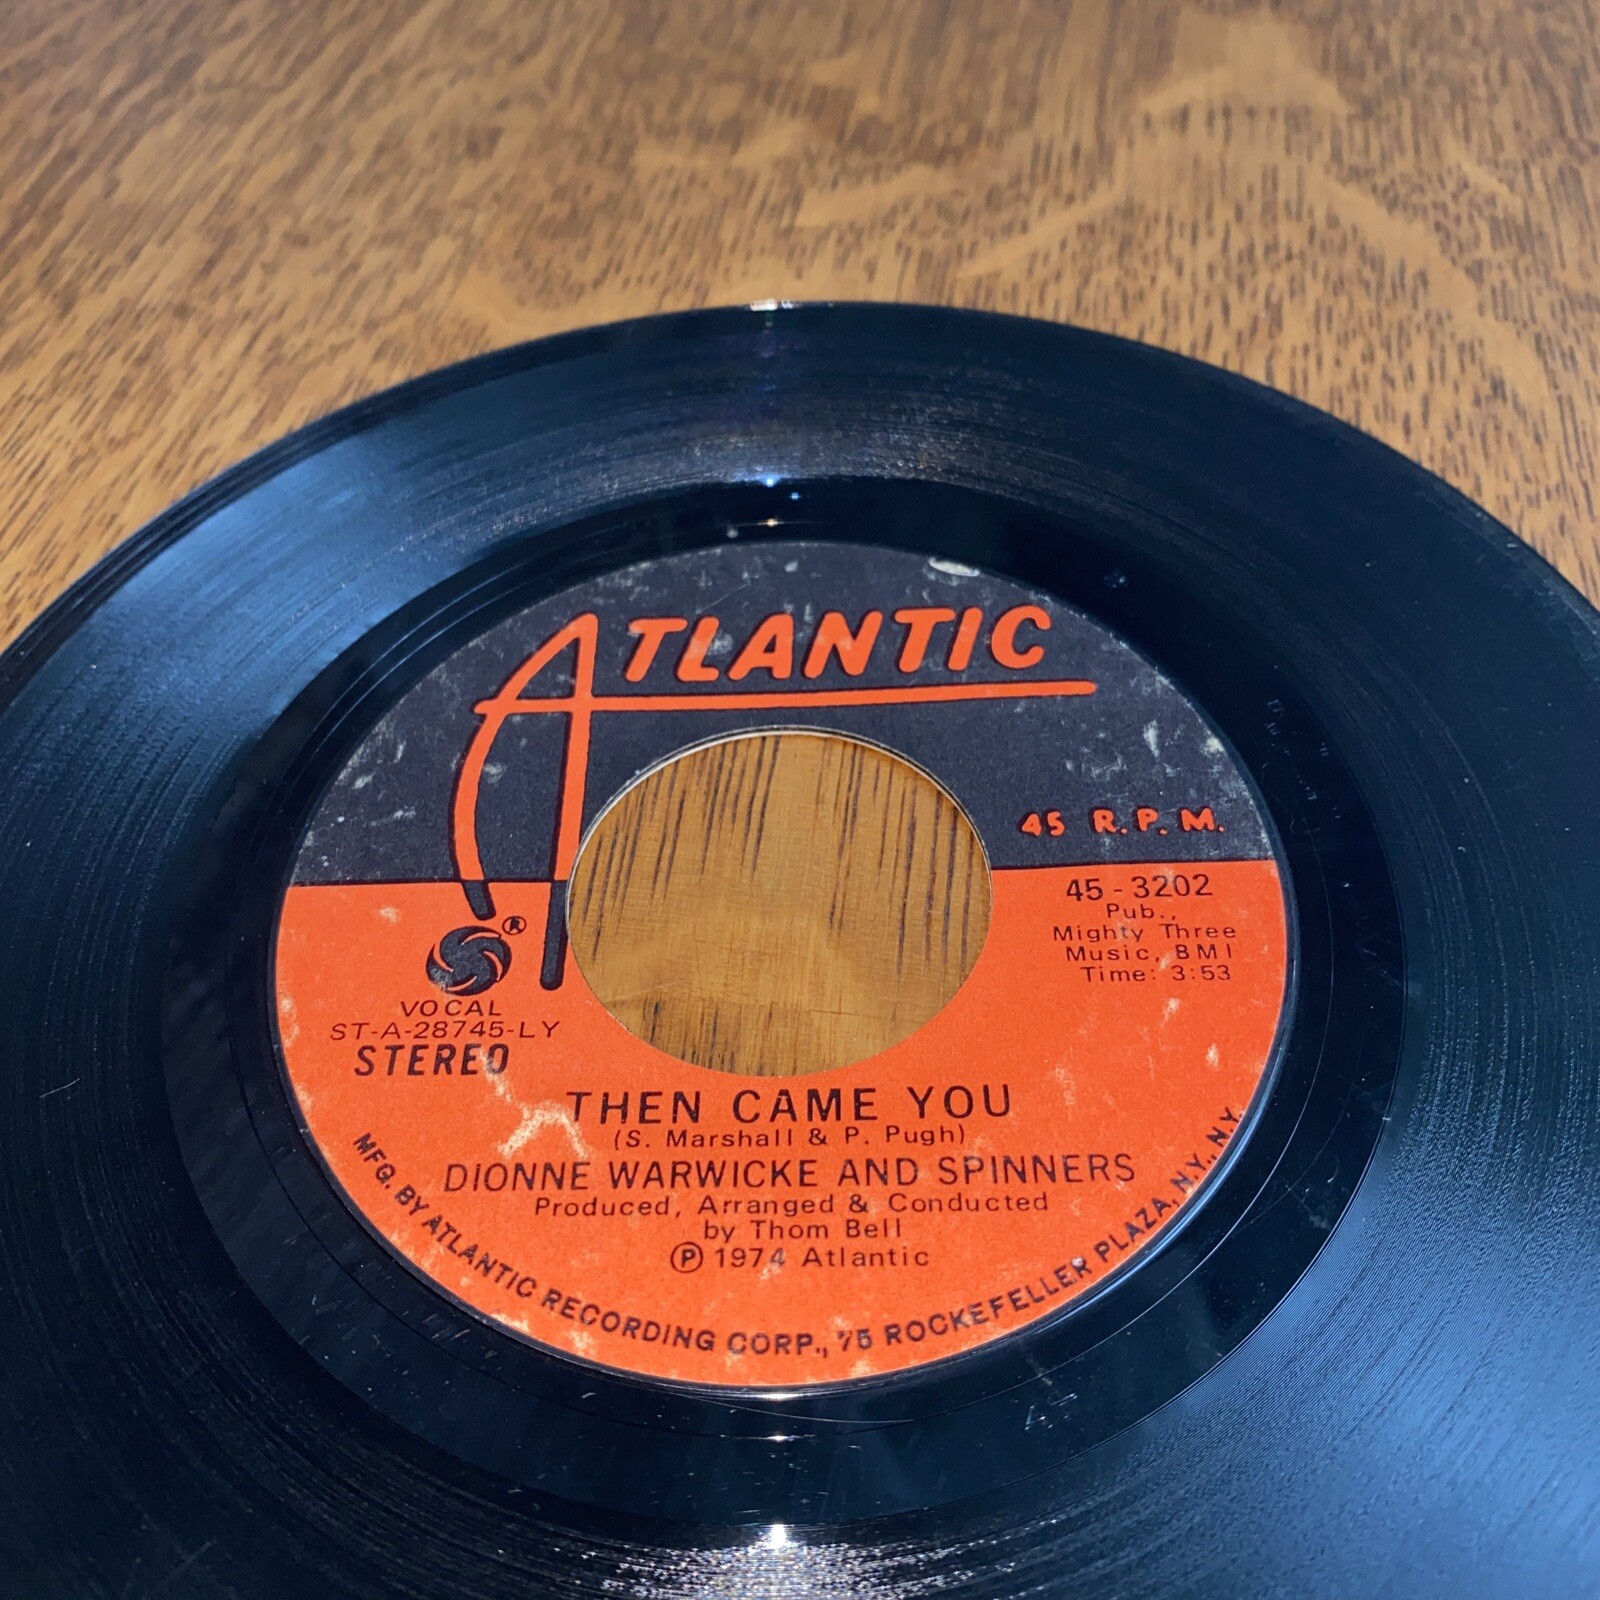 ATLANTIC
45 R.P.M.
45-3202
Pub.,
Mighty Three
Music, BMI
Time: 3:53
®
VOCAL
ST-A-28745-LY
STEREO
THEN CAME YOU
(S. Marshall & P. Pugh)
DIONNE WARWICKE AND SPINNERS
Produced, Arranged & Conducted
by Thom Bell
Ⓟ 1974 Atlantic
MFG. BY ATLANTIC RECORDING CORP., 75 ROCKEFELLER PLAZA, N.Y., N.Y.